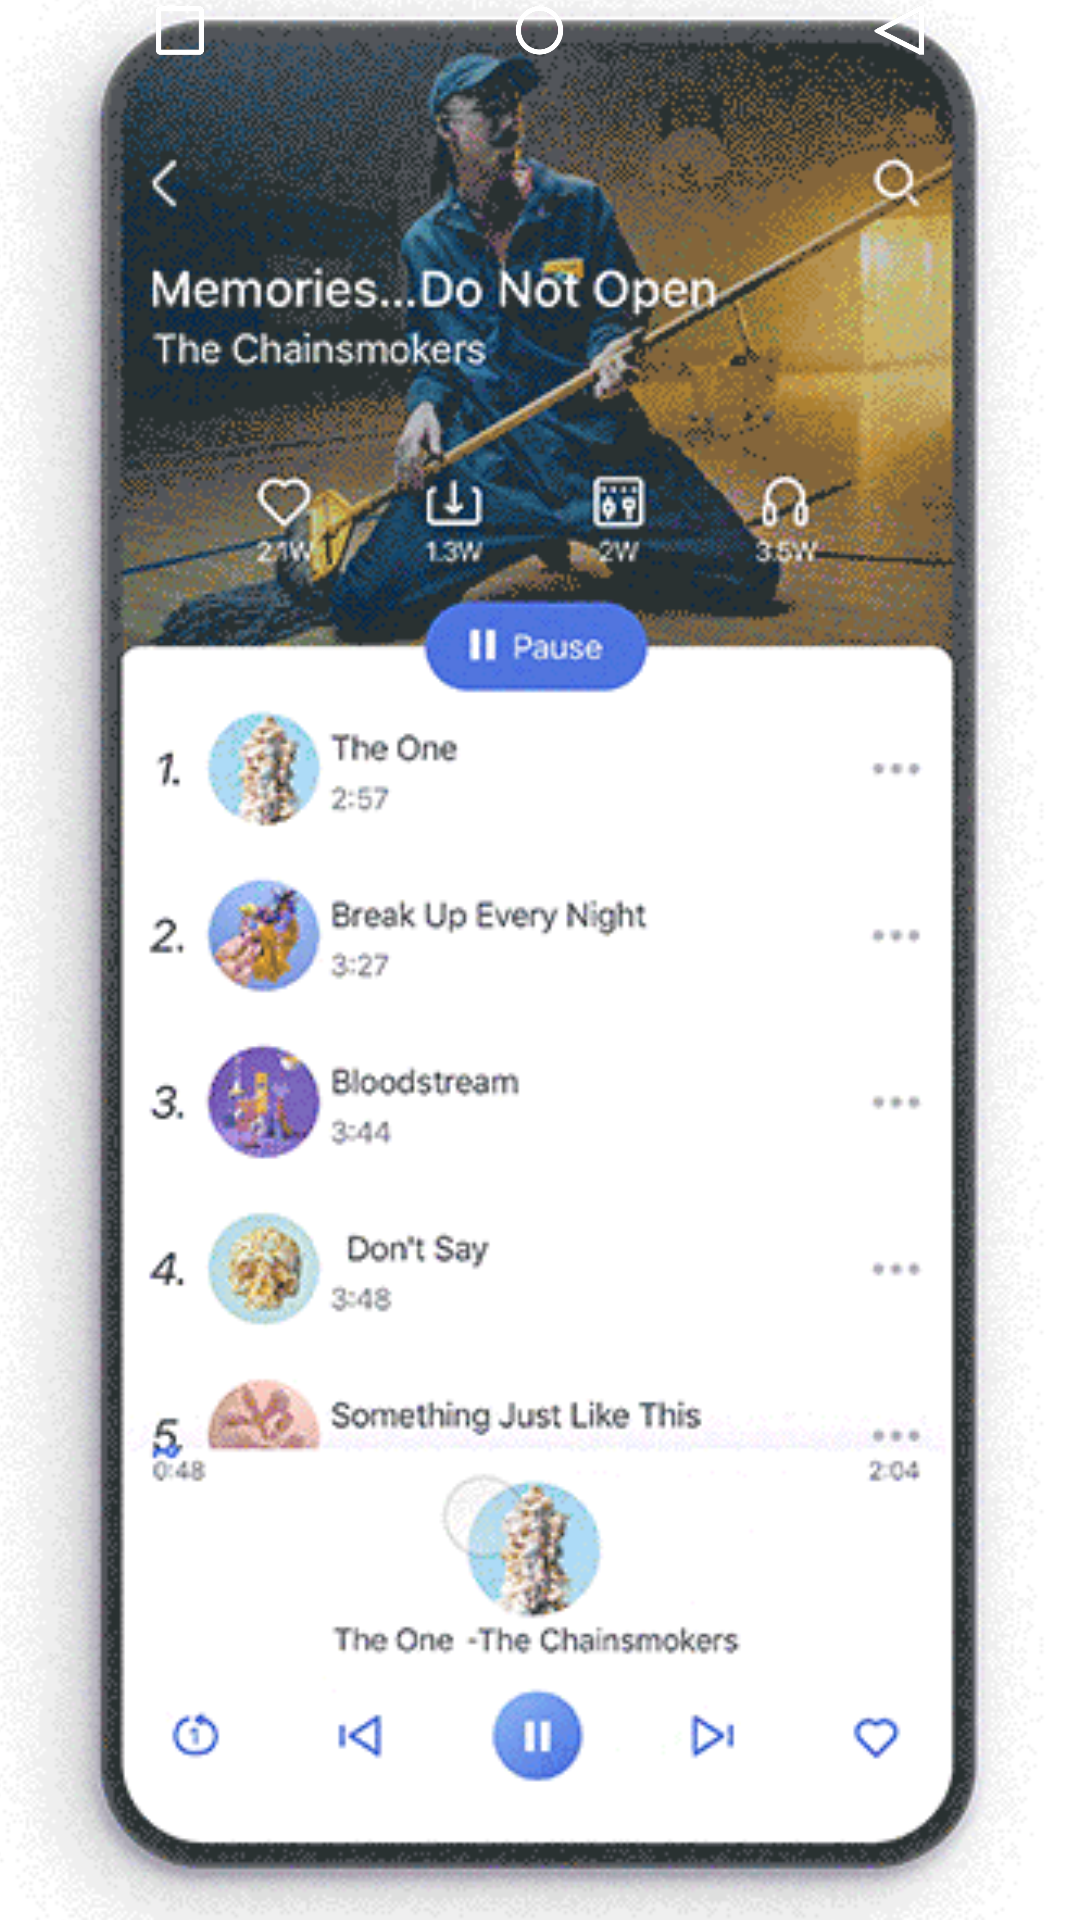 Memories...Do Not Open
The Chainsmokers
2.1W 1.3W 2W 3.5W
Pause
1. The One
2:57
2. Break Up Every Night
3:27
3. Bloodstream
3:44
4. Don't Say
3:48
5. Something Just Like This
0:48 2:04
The One -The Chainsmokers
1